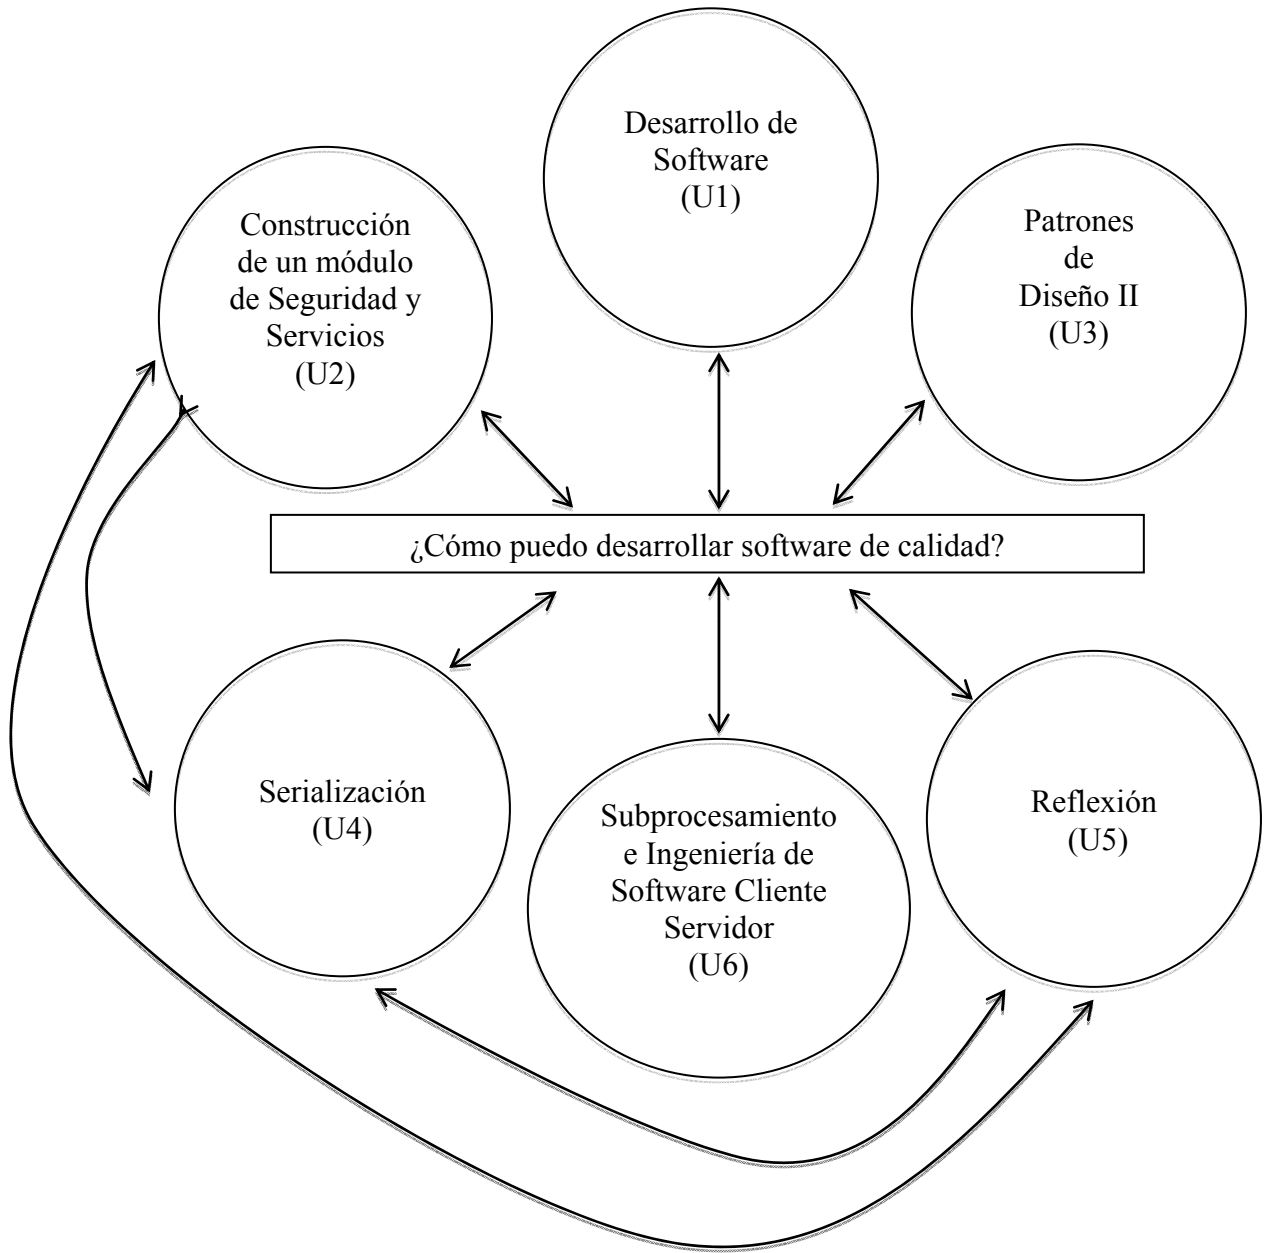 Desarrollo de
Software
(U1)
Construcción
de un módulo
de Seguridad y
Servicios
(U2)
Patrones
de
Diseño II
(U3)
¿Cómo puedo desarrollar software de calidad?
Serialización
(U4)
Subprocesamiento
e Ingeniería de
Software Cliente
Servidor
(U6)
Reflexión
(U5)